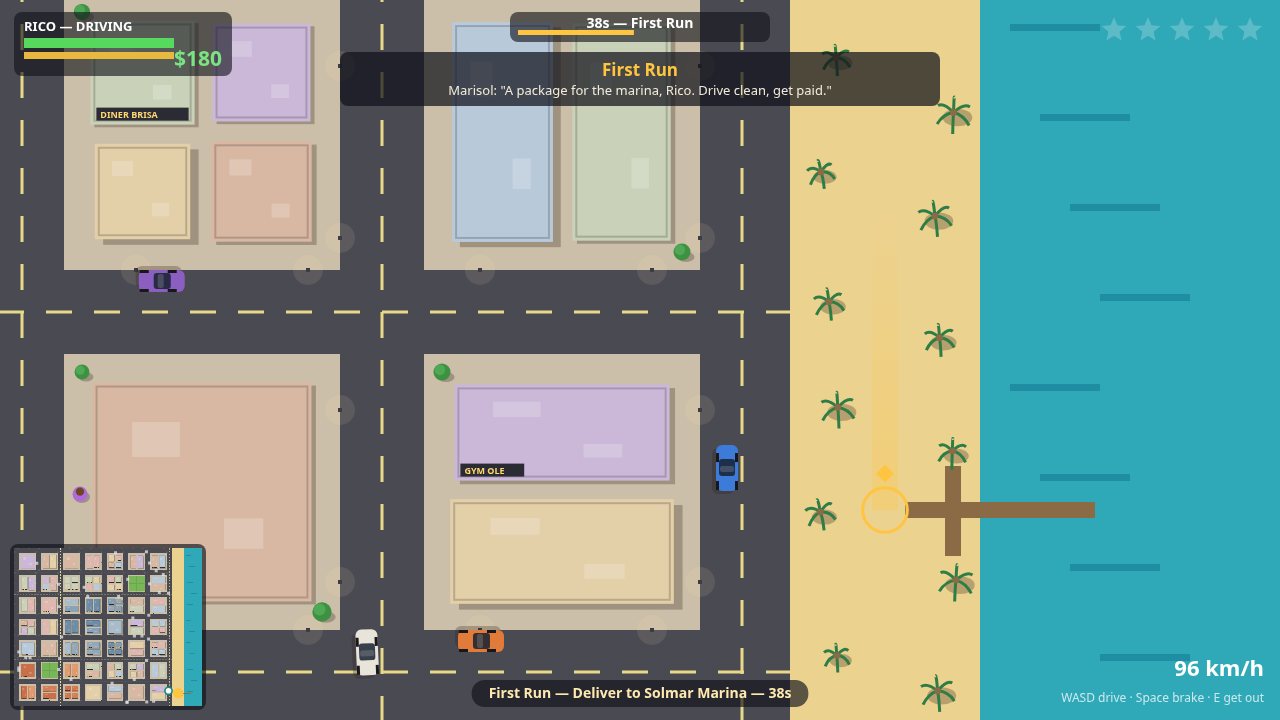 RICO — DRIVING
$180
38s — First Run
First Run
Marisol: "A package for the marina, Rico. Drive clean, get paid."
DINER BRISA
GYM OLE
First Run — Deliver to Solmar Marina — 38s
96 km/h
WASD drive · Space brake · E get out